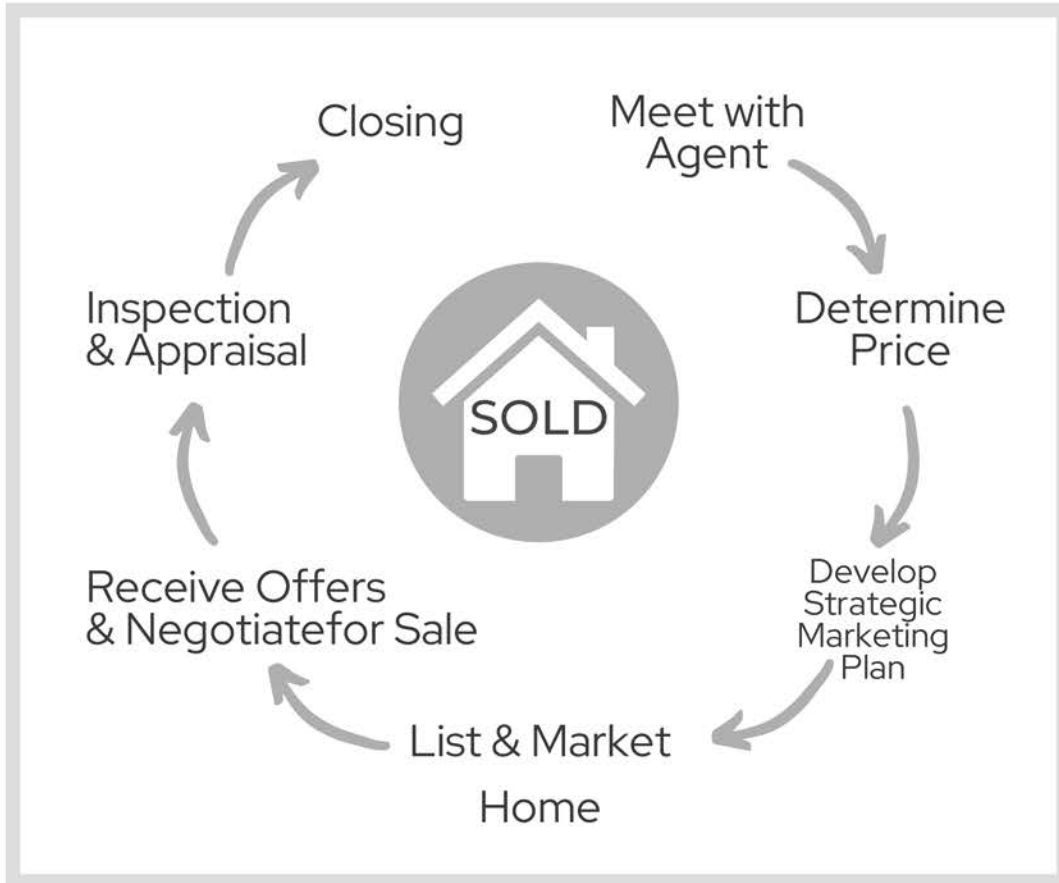 Meet with
Agent
Determine
Price
Develop
Strategic
Marketing
Plan
List & Market
Home
Receive Offers
& Negotiatefor Sale
Inspection
& Appraisal
Closing
SOLD